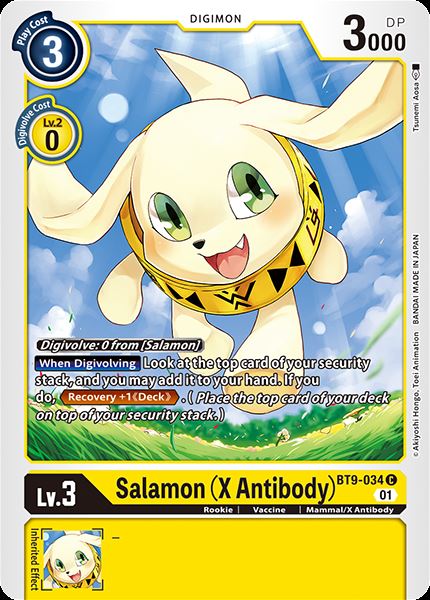 DIGIMON
Play Cost
3
DP
3000
Digivolve Cost
Lv.2
0
Tsunemi Aosa
©Akiyoshi Hongo, Toei Animation BANDAI MADE IN JAPAN
Digivolve: 0 from [Salamon]
When Digivolving Look at the top card of your security
stack, and you may add it to your hand. If you
do, Recovery +1《Deck》. ( Place the top card of your deck
on top of your security stack.)
Lv.3
Salamon (X Antibody)
BT9-034 C
01
Rookie | Vaccine | Mammal/X Antibody
Inherited Effect
-